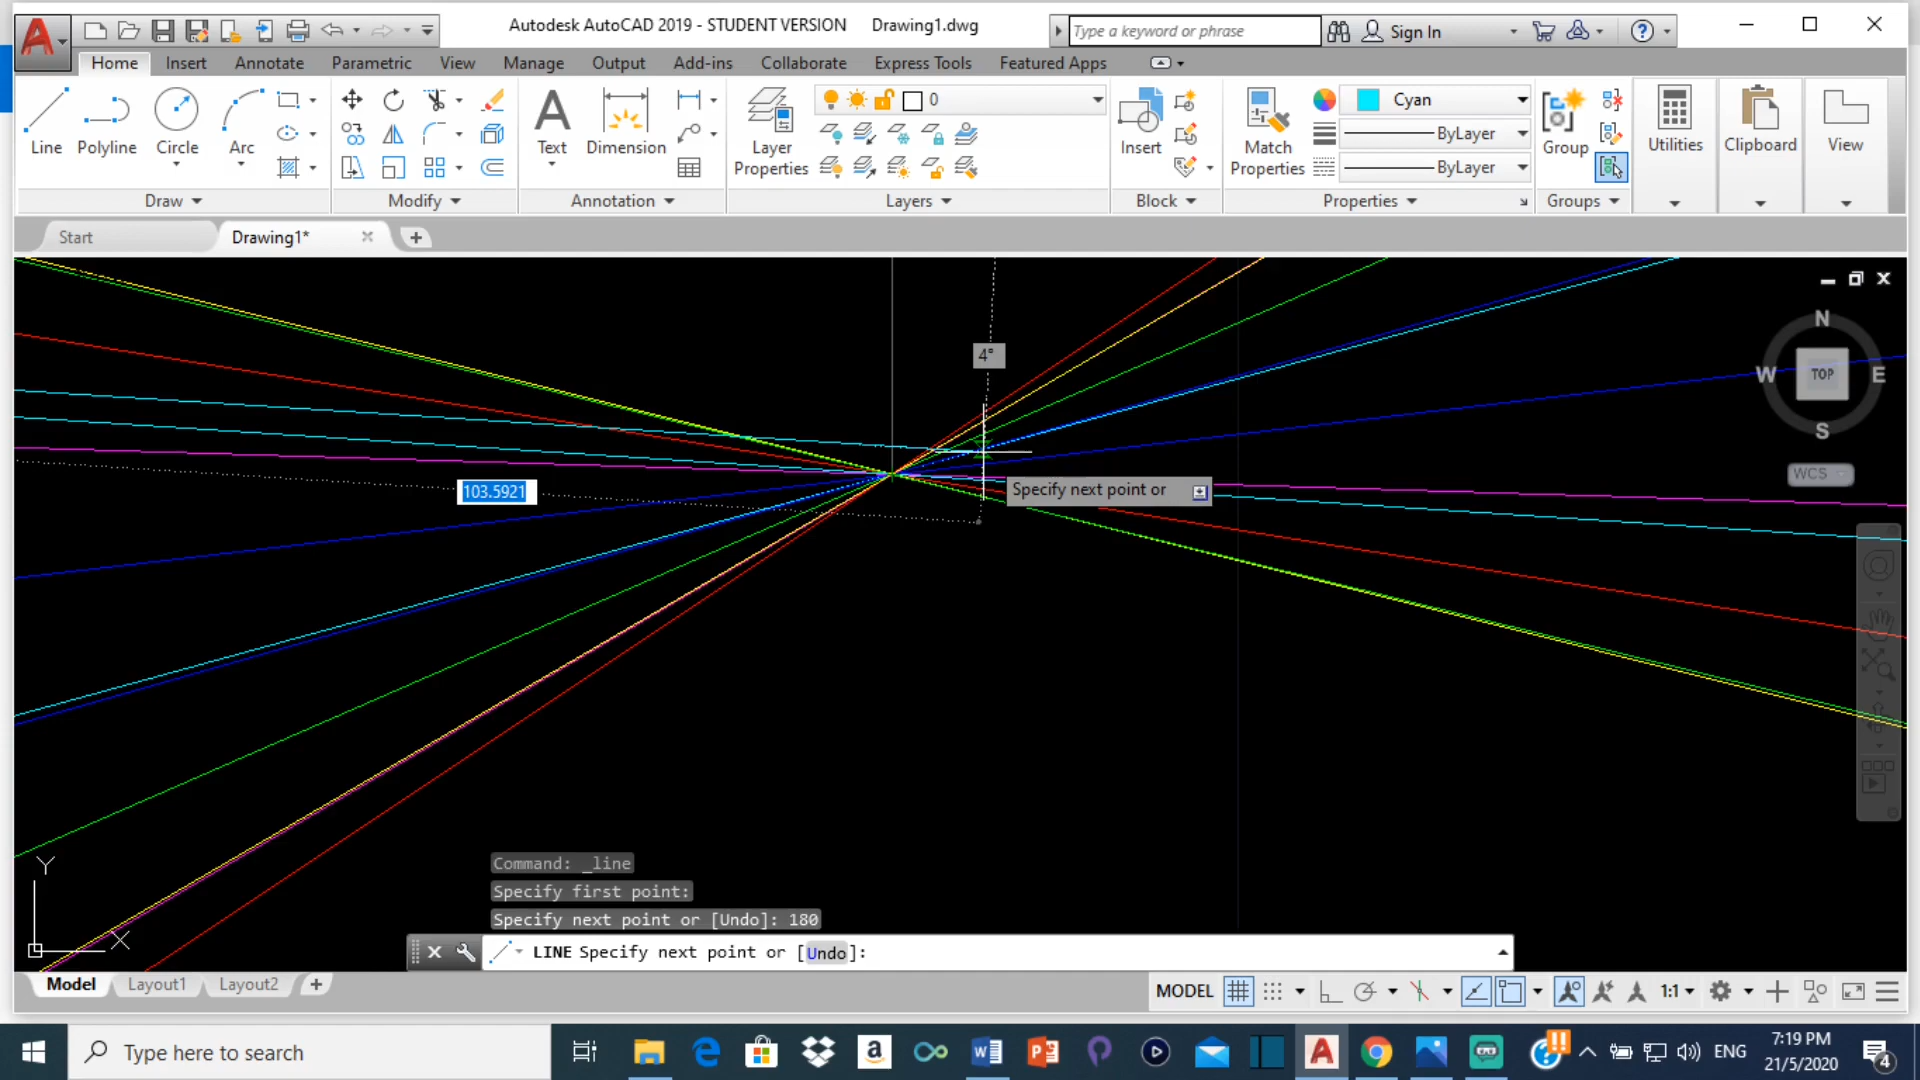 Autodesk AutoCAD 2019 - STUDENT VERSION Drawing1.dwg
Type a keyword or phrase
Sign In
Home Insert Annotate Parametric View Manage Output Add-ins Collaborate Express Tools Featured Apps
0
Cyan
ByLayer
ByLayer
Line Polyline Circle Arc
Text Dimension
Layer Properties
Insert
Match Properties
Group
Utilities
Clipboard
View
Draw Modify Annotation Layers Block Properties Groups
Start Drawing1*
N
W TOP E
S
WCS
4°
103.5921
Specify next point or
Y
X
Command: _line
Specify first point:
Specify next point or [Undo]: 180
LINE Specify next point or [Undo]:
Model Layout1 Layout2
MODEL 1:1
Type here to search
ENG
7:19 PM
21/5/2020
4